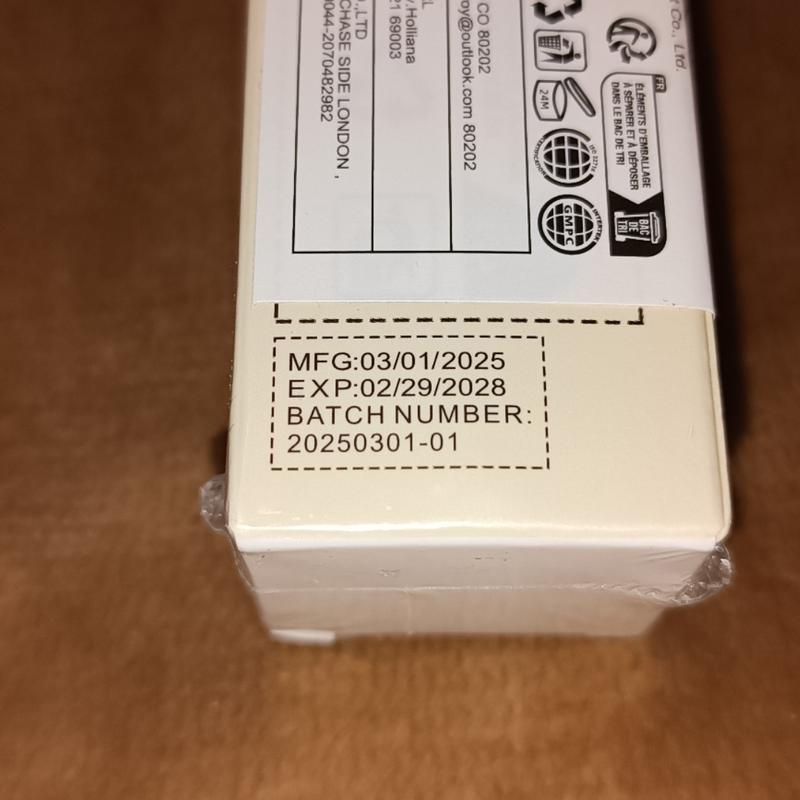 MFG:03/01/2025
EXP:02/29/2028
BATCH NUMBER:
20250301-01
Co., Ltd.
FR
ÉLÉMENTS D'EMBALLAGE
À SÉPARER ET À DÉPOSER
DANS LE BAC DE TRI
BAC
DE
TRI
24M
GMPC
CO 80202
oy@outlook.com 80202
.Holliana
21 69003
.,LTD
CHASE SIDE LONDON ,
0044-2070482982